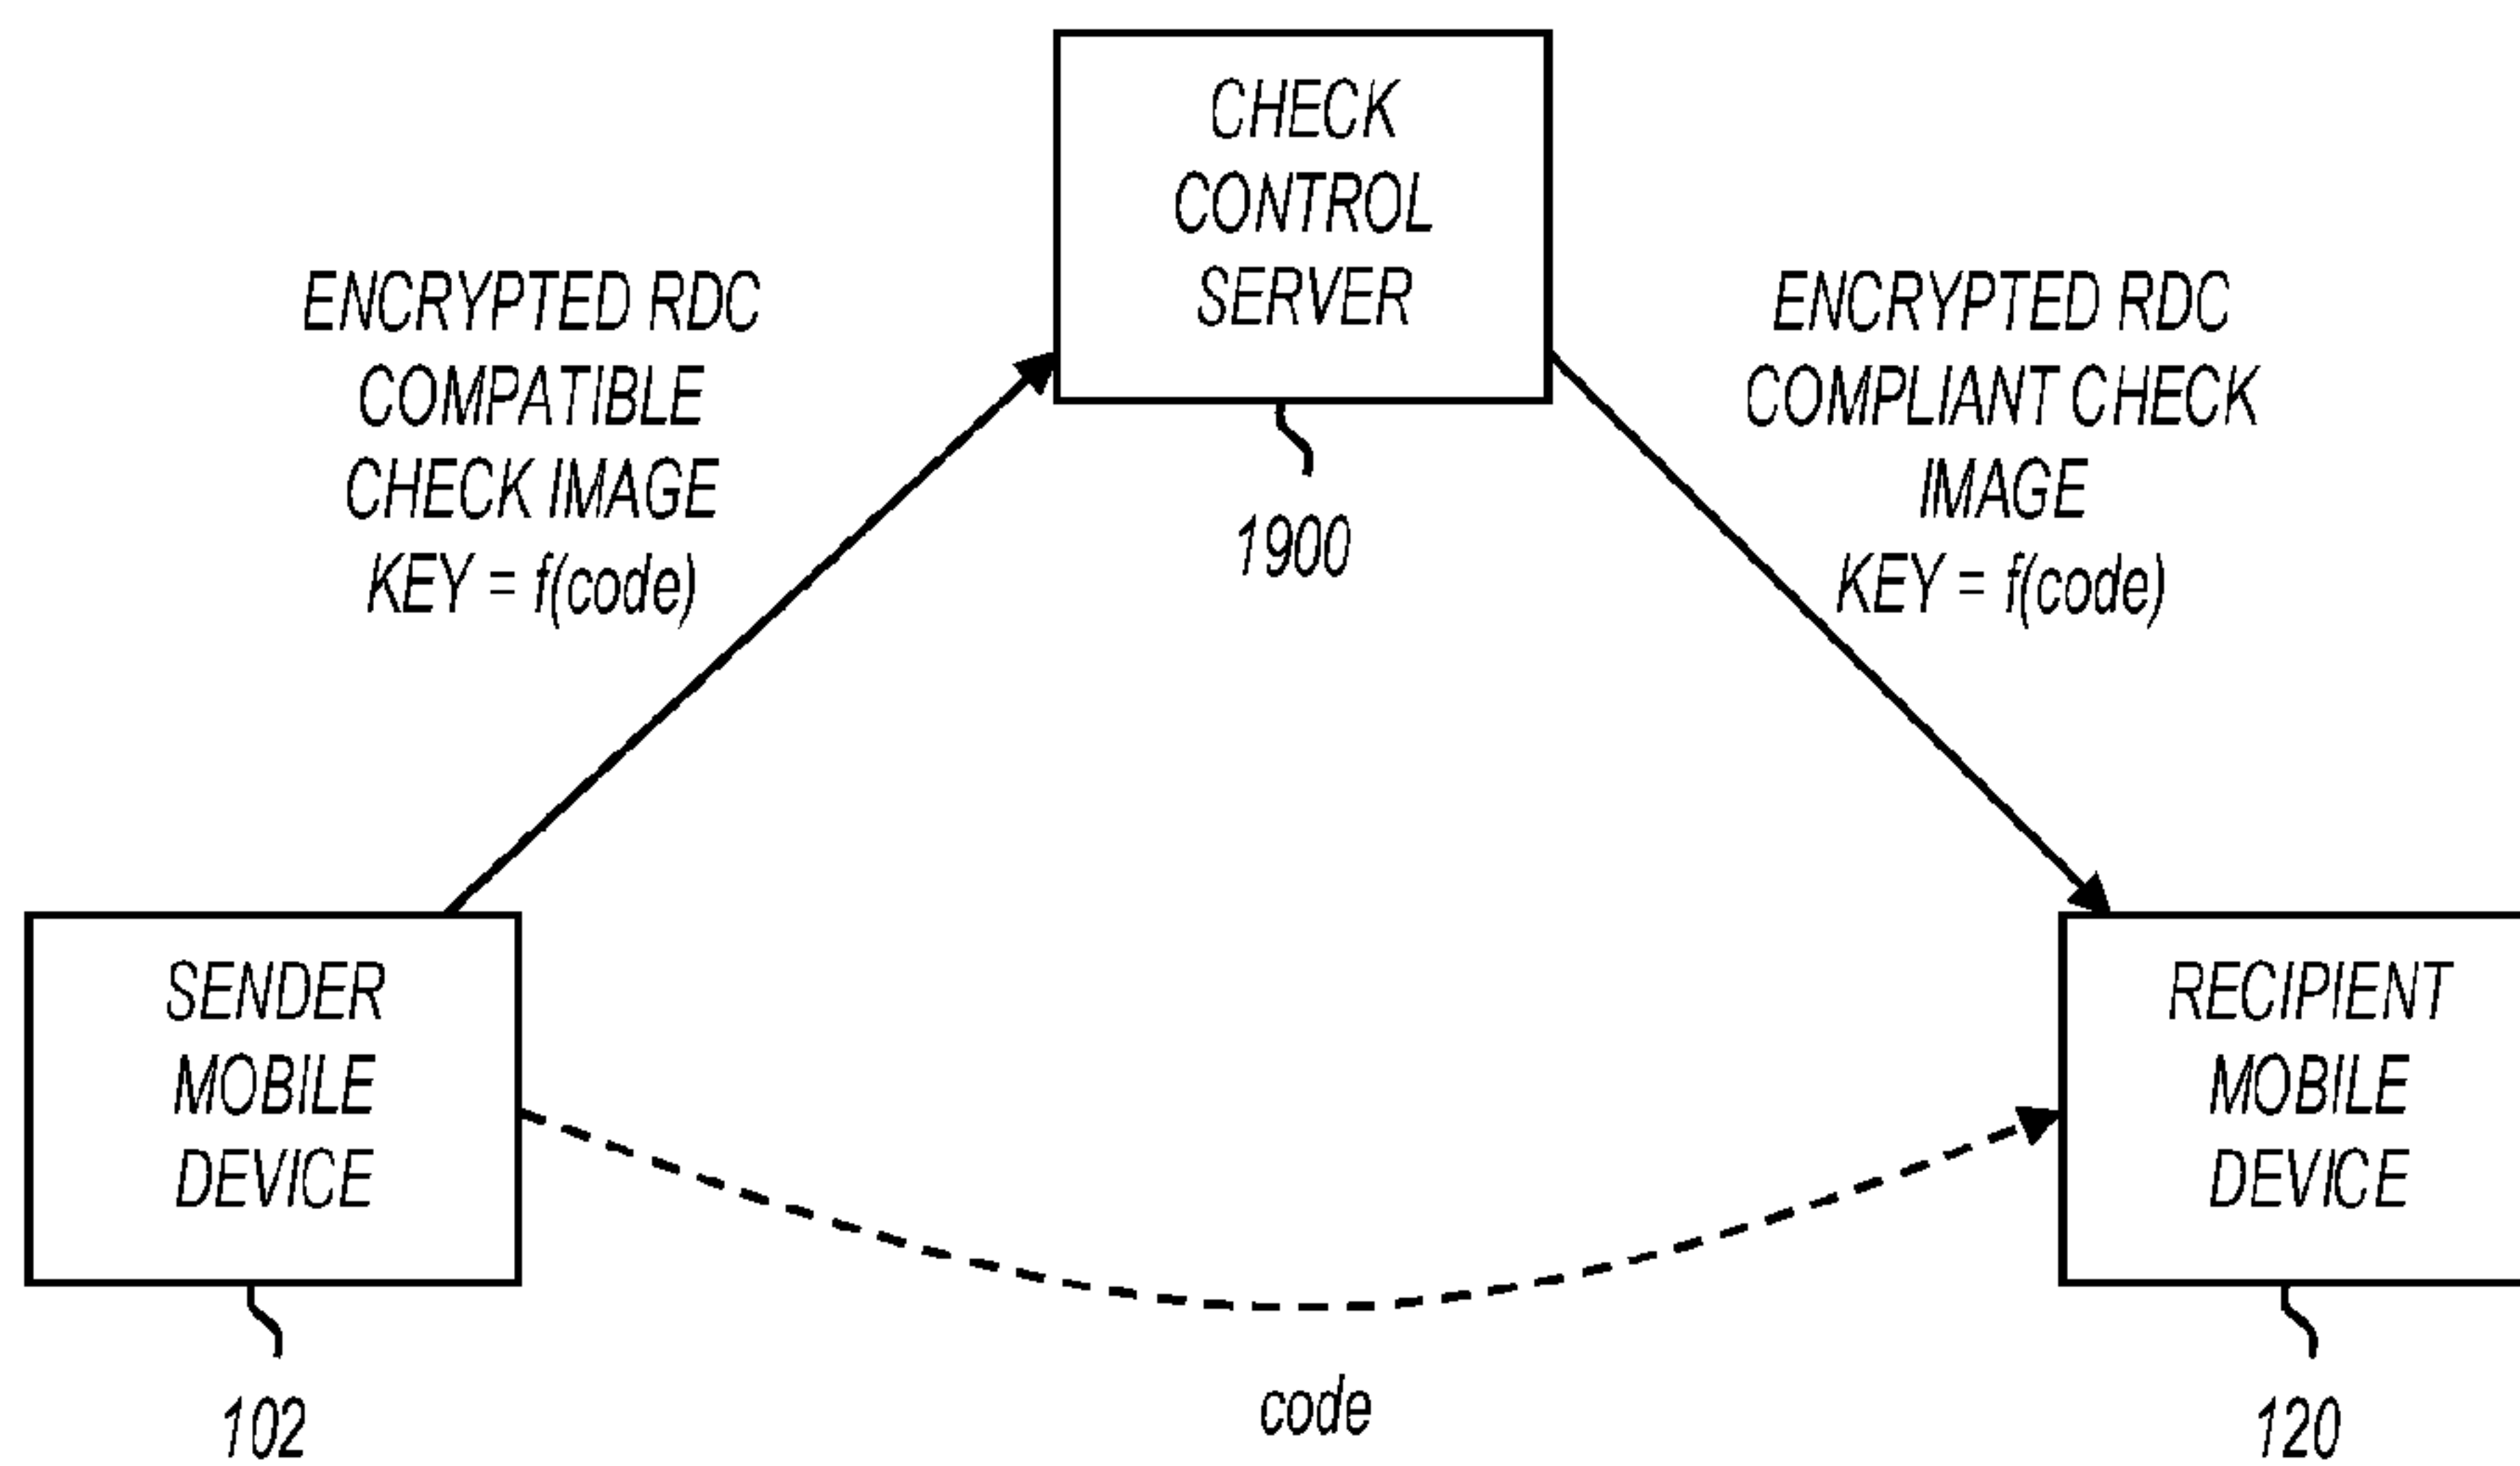 CHECK
CONTROL
SERVER
1900
ENCRYPTED RDC
COMPATIBLE
CHECK IMAGE
KEY = f(code)
ENCRYPTED RDC
COMPLIANT CHECK
IMAGE
KEY = f(code)
SENDER
MOBILE
DEVICE
102
code
RECIPIENT
MOBILE
DEVICE
120